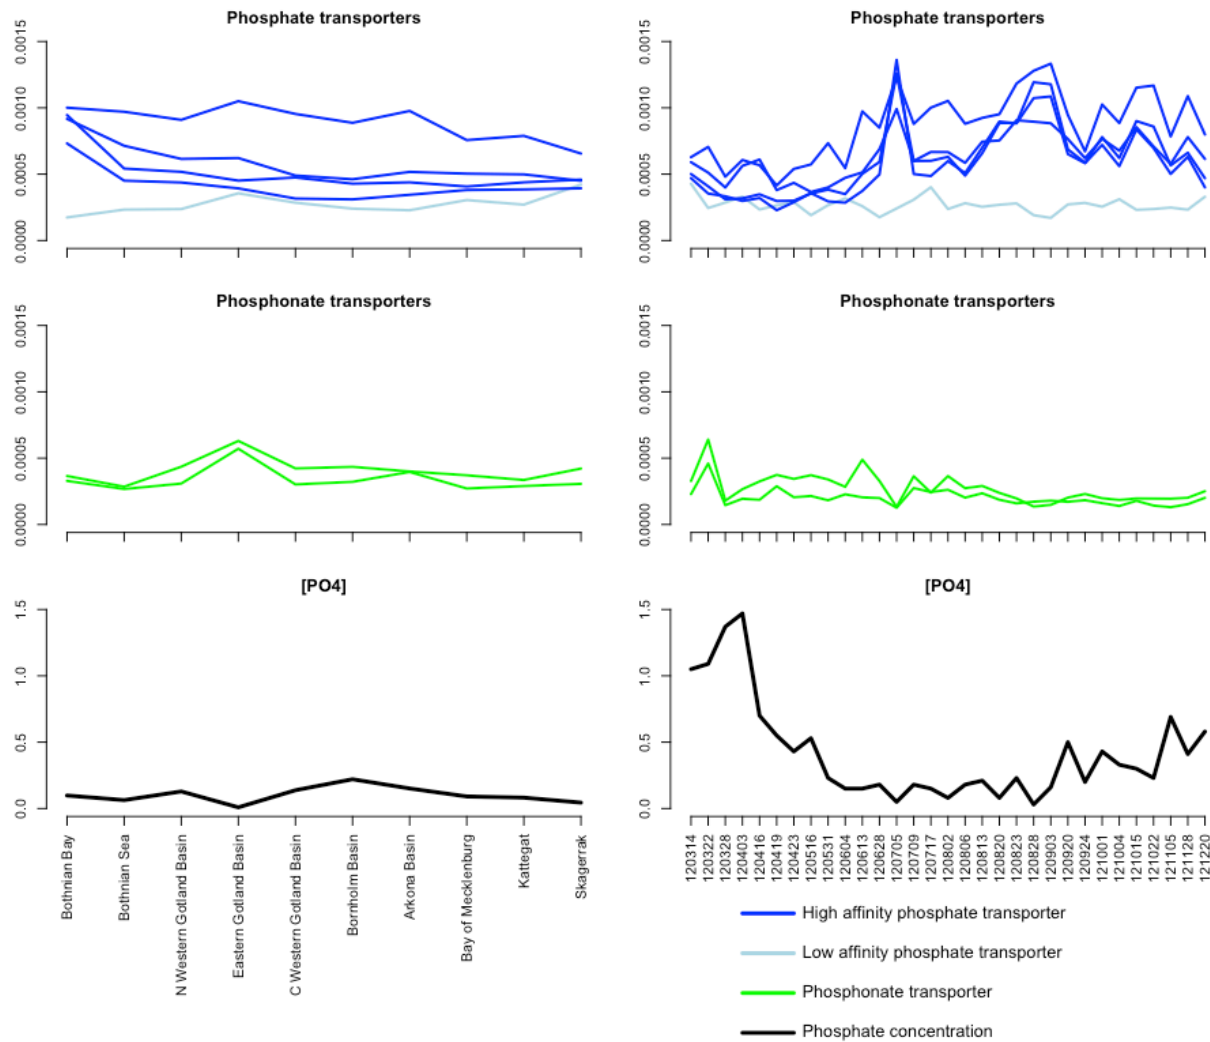 Phosphate transporters
0.0015
0.0010
0.0005
0.0000
Phosphate transporters
0.0015
0.0010
0.0005
0.0000
Phosphonate transporters
0.0015
0.0010
0.0005
0.0000
Phosphonate transporters
0.0015
0.0010
0.0005
0.0000
[PO4]
1.5
1.0
0.5
0.0
Bothnian Bay
Bothnian Sea
N Western Gotland Basin
Eastern Gotland Basin
C Western Gotland Basin
Bornholm Basin
Arkona Basin
Bay of Mecklenburg
Kattegat
Skagerrak
[PO4]
1.5
1.0
0.5
0.0
120314
120322
120328
120403
120416
120419
120423
120516
120531
120604
120613
120628
120705
120709
120717
120802
120806
120813
120820
120823
120828
120903
120920
120924
121001
121004
121015
121022
121105
121128
121220
High affinity phosphate transporter
Low affinity phosphate transporter
Phosphonate transporter
Phosphate concentration